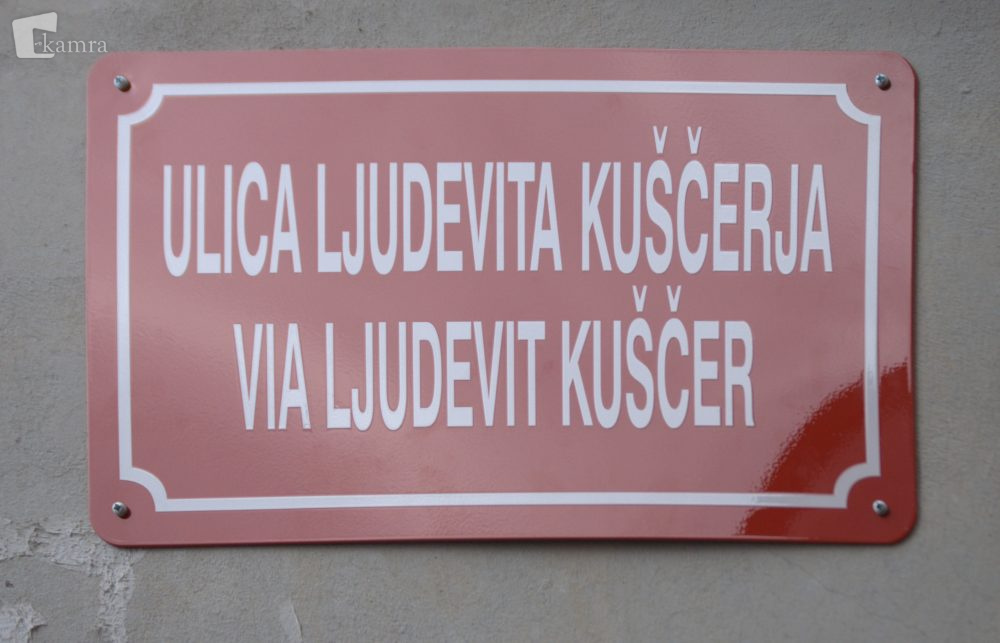 kamra
ULICA LJUDEVITA KUŠČERJA
VIA LJUDEVIT KUŠČER